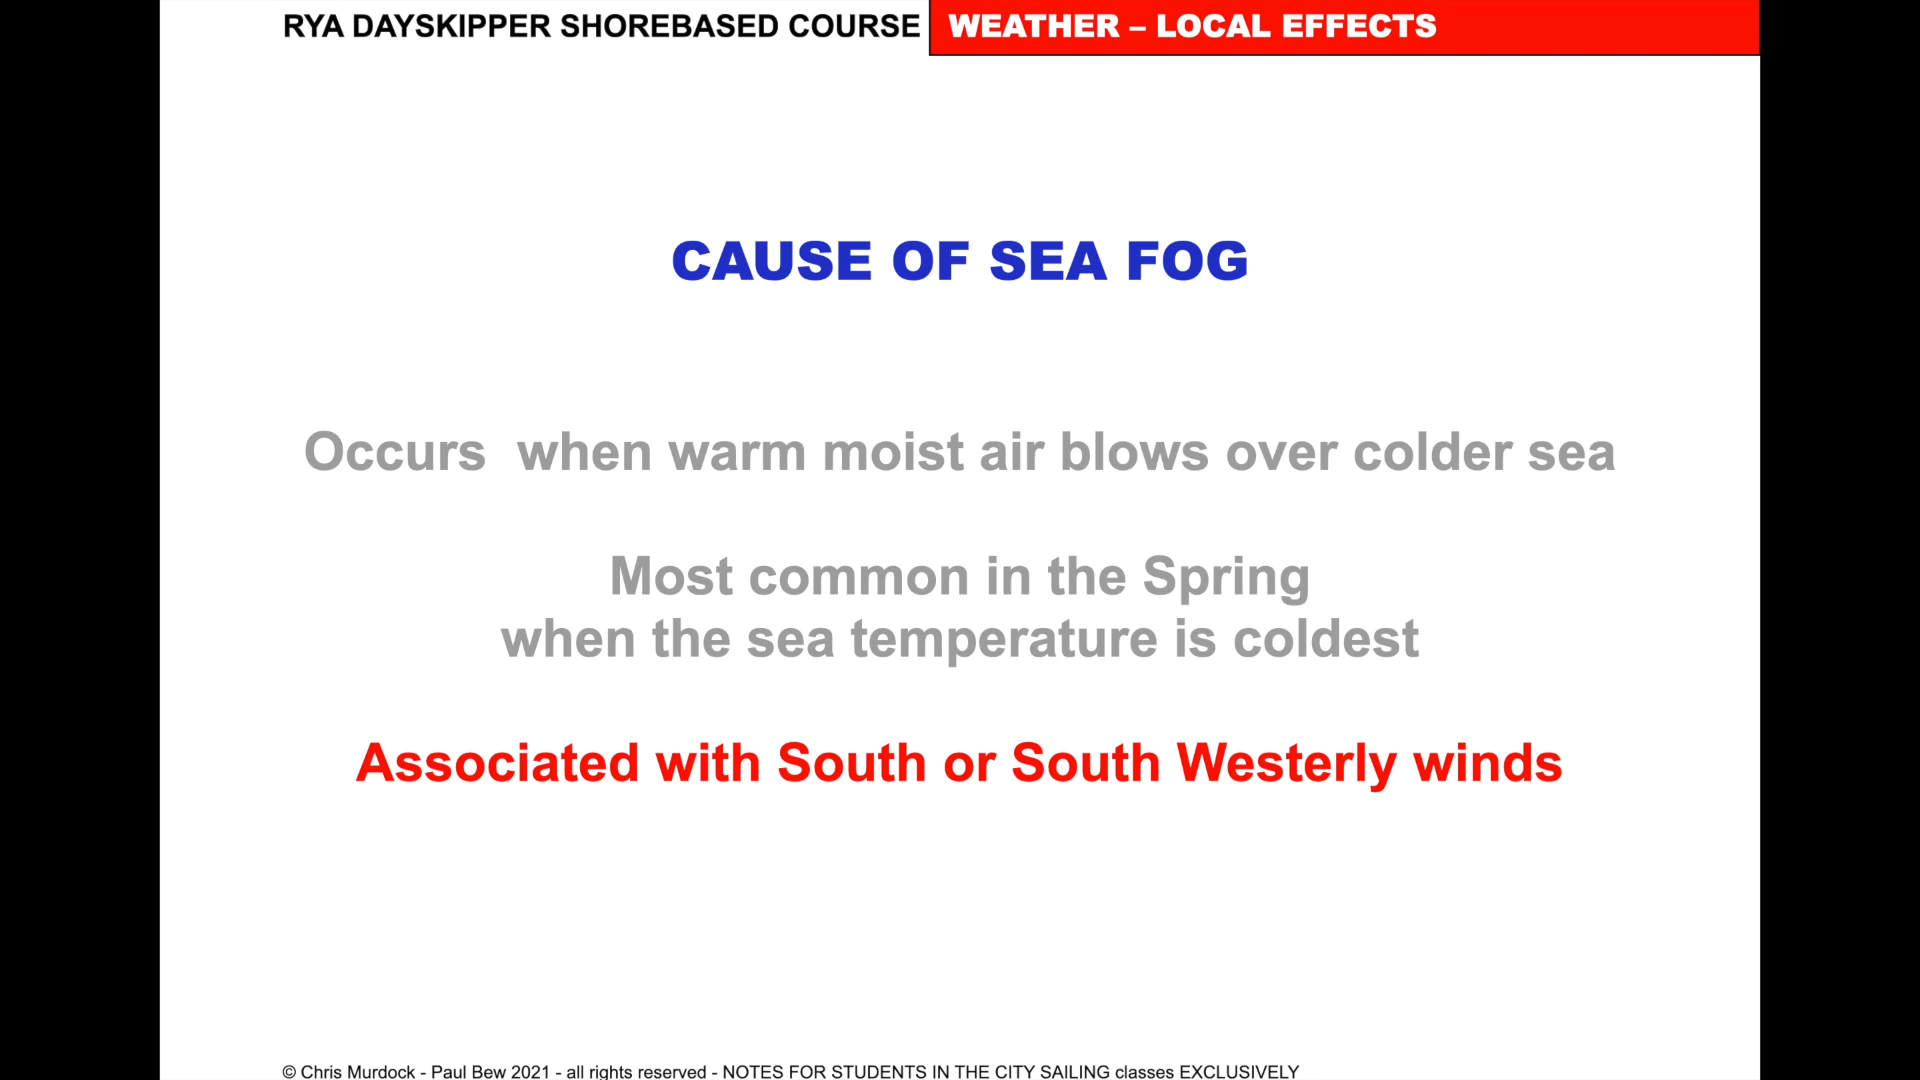 RYA DAYSKIPPER SHOREBASED COURSE WEATHER – LOCAL EFFECTS
CAUSE OF SEA FOG
Occurs  when warm moist air blows over colder sea
Most common in the Spring
when the sea temperature is coldest
Associated with South or South Westerly winds
© Chris Murdock - Paul Bew 2021 - all rights reserved - NOTES FOR STUDENTS IN THE CITY SAILING classes EXCLUSIVELY